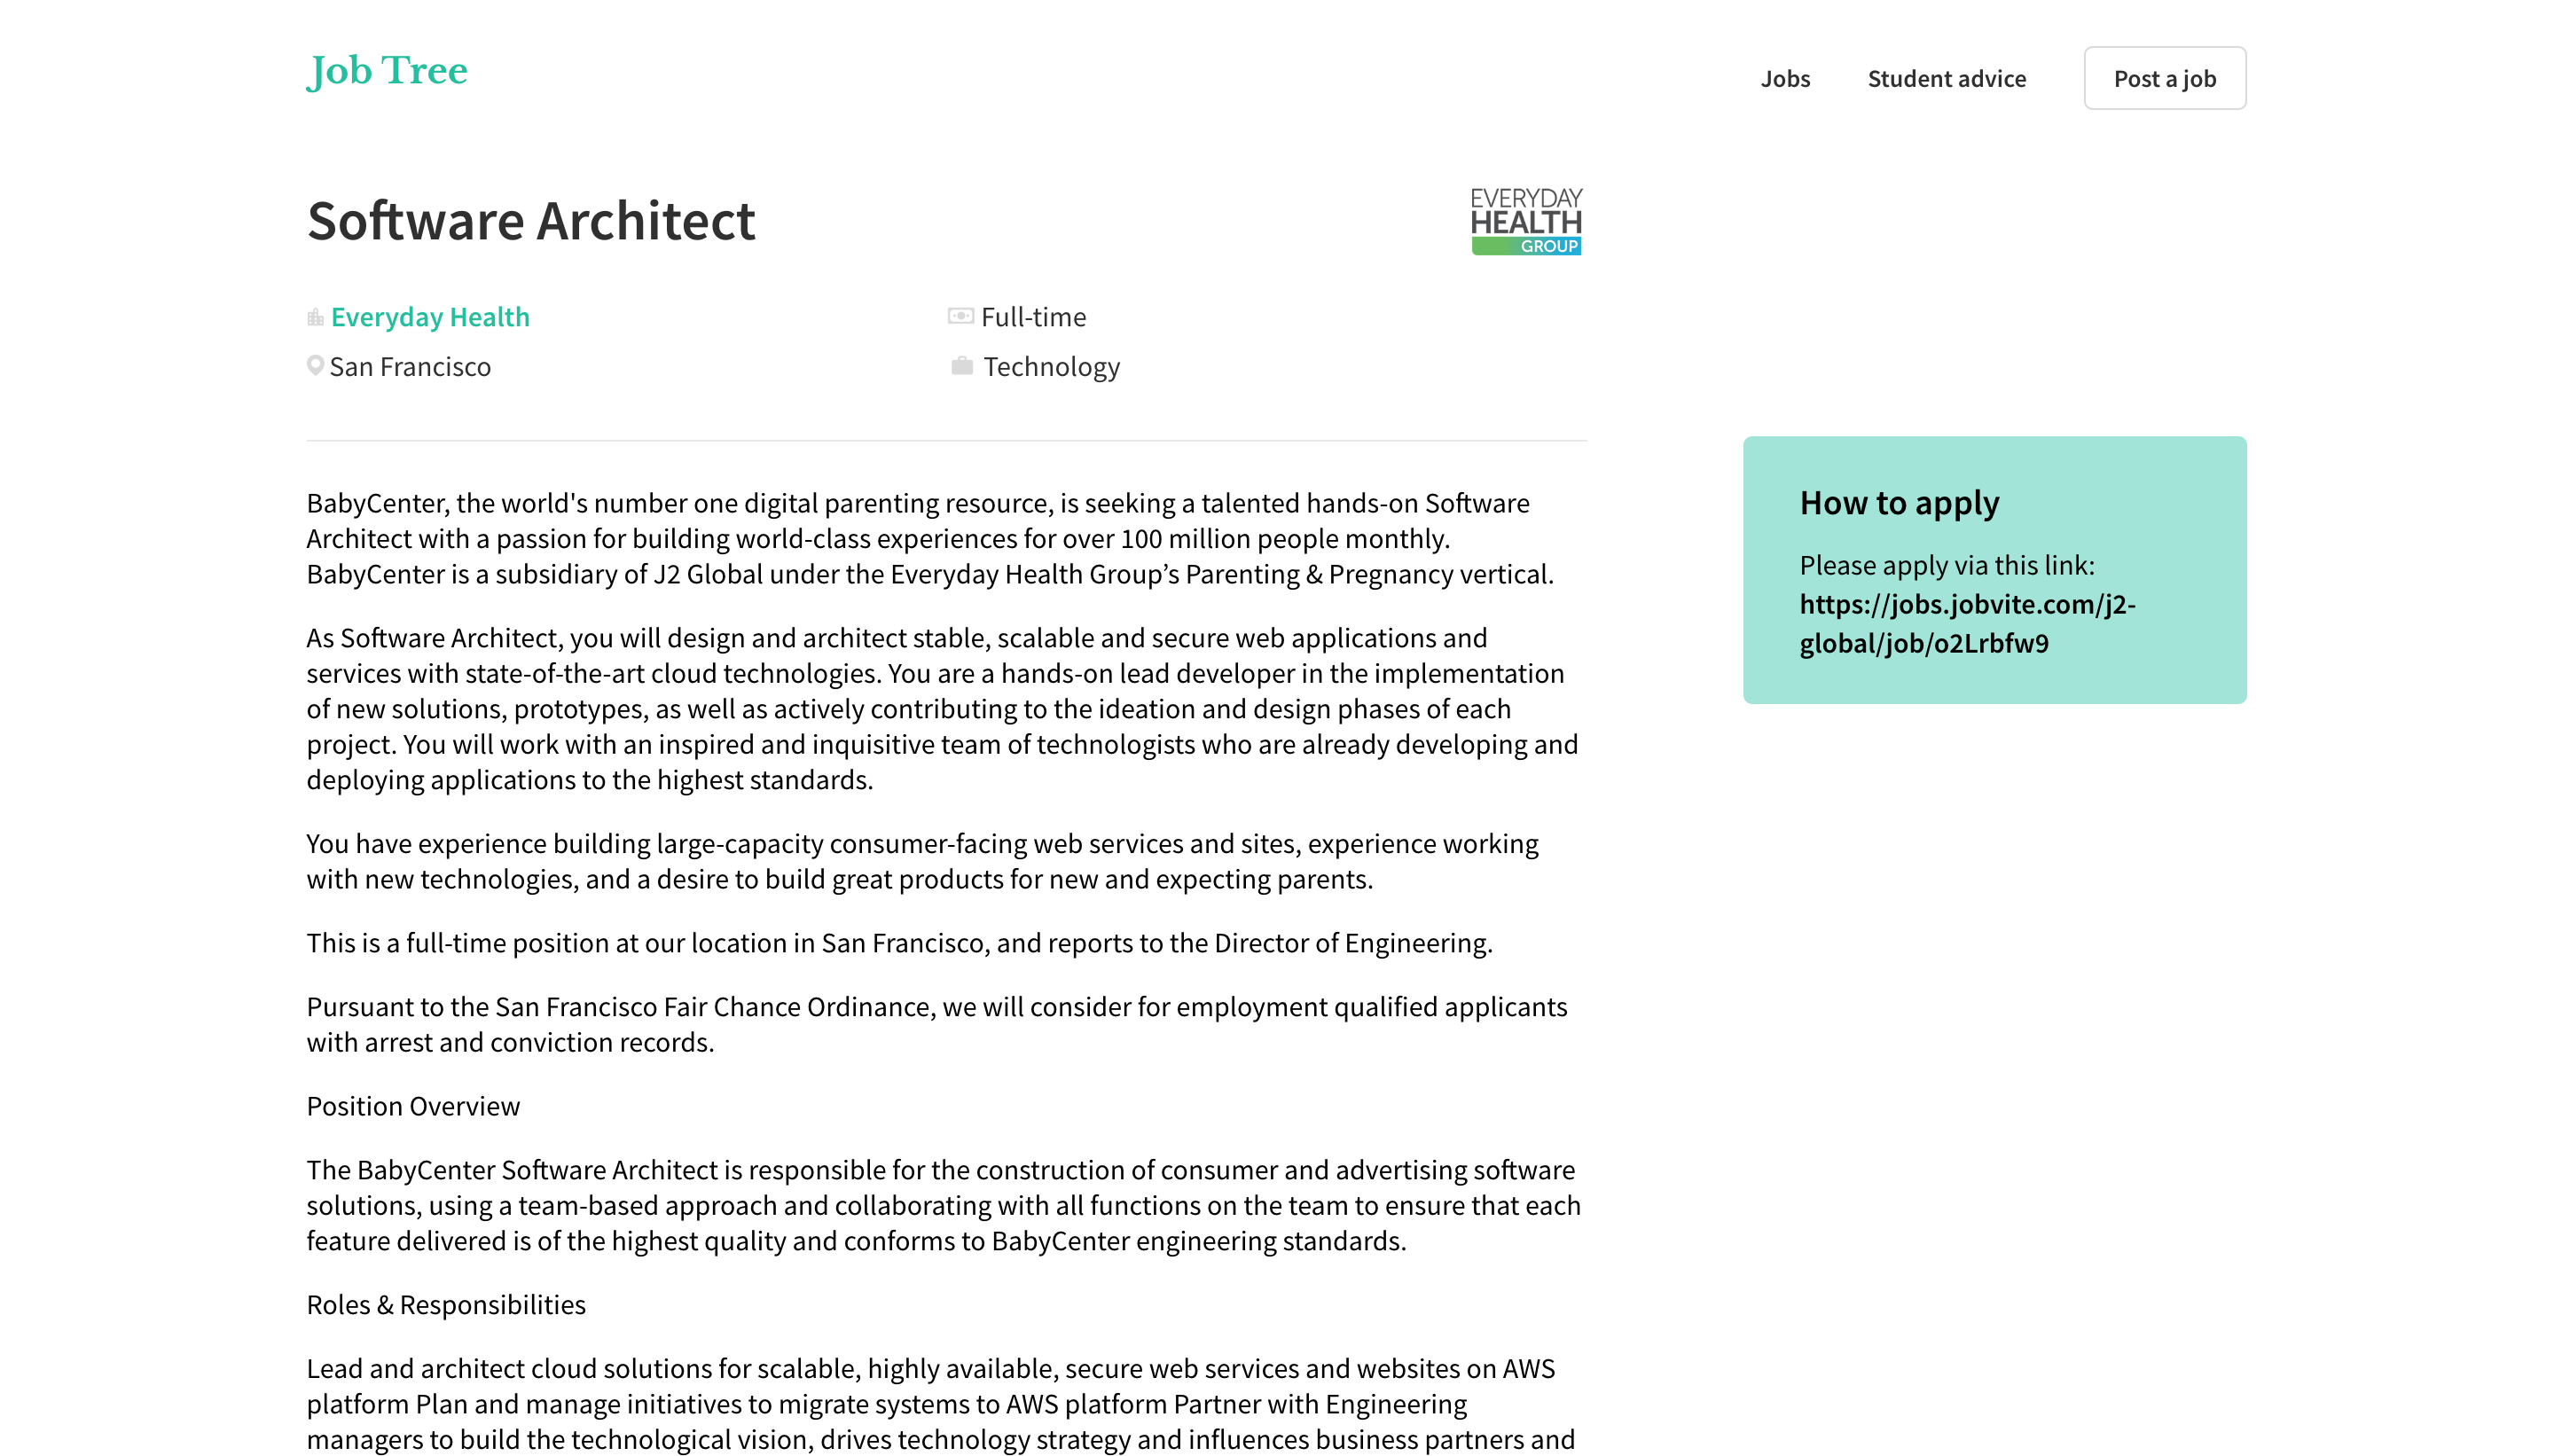 Job Tree
Jobs
Student advice
Post a job
Software Architect
EVERYDAY
HEALTH
GROUP
Everyday Health
Full-time
San Francisco
Technology
BabyCenter, the world's number one digital parenting resource, is seeking a talented hands-on Software
Architect with a passion for building world-class experiences for over 100 million people monthly.
BabyCenter is a subsidiary of J2 Global under the Everyday Health Group’s Parenting & Pregnancy vertical.
As Software Architect, you will design and architect stable, scalable and secure web applications and
services with state-of-the-art cloud technologies. You are a hands-on lead developer in the implementation
of new solutions, prototypes, as well as actively contributing to the ideation and design phases of each
project. You will work with an inspired and inquisitive team of technologists who are already developing and
deploying applications to the highest standards.
You have experience building large-capacity consumer-facing web services and sites, experience working
with new technologies, and a desire to build great products for new and expecting parents.
This is a full-time position at our location in San Francisco, and reports to the Director of Engineering.
Pursuant to the San Francisco Fair Chance Ordinance, we will consider for employment qualified applicants
with arrest and conviction records.
Position Overview
The BabyCenter Software Architect is responsible for the construction of consumer and advertising software
solutions, using a team-based approach and collaborating with all functions on the team to ensure that each
feature delivered is of the highest quality and conforms to BabyCenter engineering standards.
Roles & Responsibilities
Lead and architect cloud solutions for scalable, highly available, secure web services and websites on AWS
platform Plan and manage initiatives to migrate systems to AWS platform Partner with Engineering
managers to build the technological vision, drives technology strategy and influences business partners and
How to apply
Please apply via this link:
https://jobs.jobvite.com/j2-
global/job/o2Lrbfw9